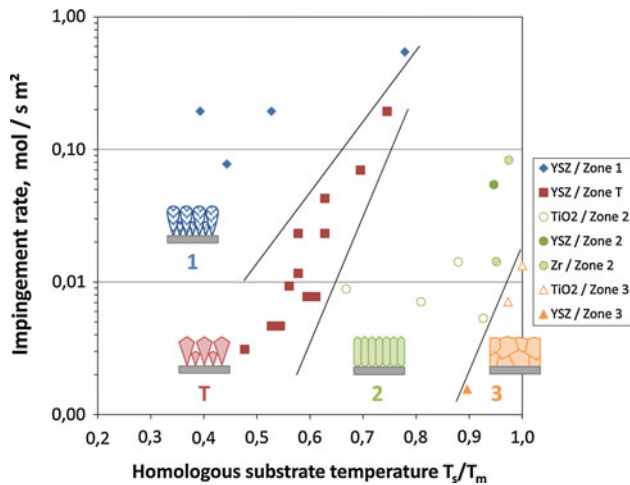 Impingement rate, mol / s m²
1,00
0,10
0,01
0,00
0,2
0,3
0,4
0,5
0,6
0,7
0,8
0,9
1,0
Homologous substrate temperature Ts/Tm
1
T
2
3
YSZ / Zone 1
YSZ / Zone T
TiO2 / Zone 2
YSZ / Zone 2
Zr / Zone 2
TiO2 / Zone 3
YSZ / Zone 3